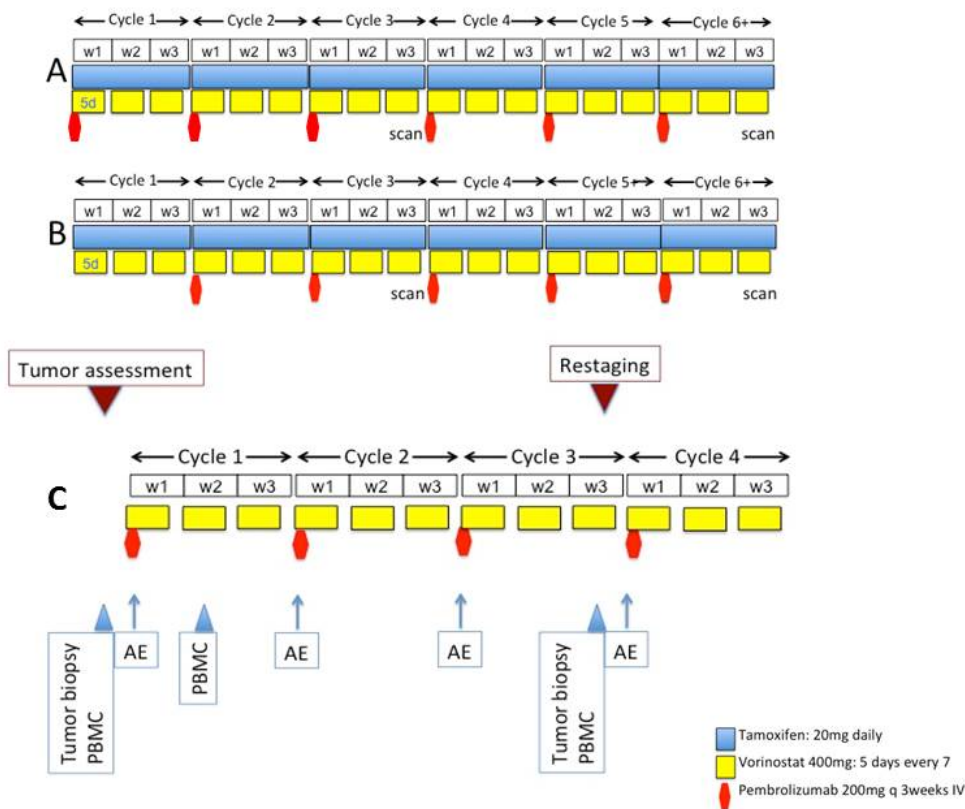 Cycle 1 Cycle 2 Cycle 3 Cycle 4 Cycle 5 Cycle 6+
w1 w2 w3 w1 w2 w3 w1 w2 w3 w1 w2 w3 w1 w2 w3 w1 w2 w3
A
5d
scan scan
Cycle 1 Cycle 2 Cycle 3 Cycle 4 Cycle 5+ Cycle 6+
w1 w2 w3 w1 w2 w3 w1 w2 w3 w1 w2 w3 w1 w2 w3 w1 w2 w3
B
5d
scan scan
Tumor assessment Restaging
Cycle 1 Cycle 2 Cycle 3 Cycle 4
w1 w2 w3 w1 w2 w3 w1 w2 w3 w1 w2 w3
C
Tumor biopsy
PBMC
AE
PBMC
AE
AE
Tumor biopsy
PBMC
AE
Tamoxifen: 20mg daily
Vorinostat 400mg: 5 days every 7
Pembrolizumab 200mg q 3weeks IV